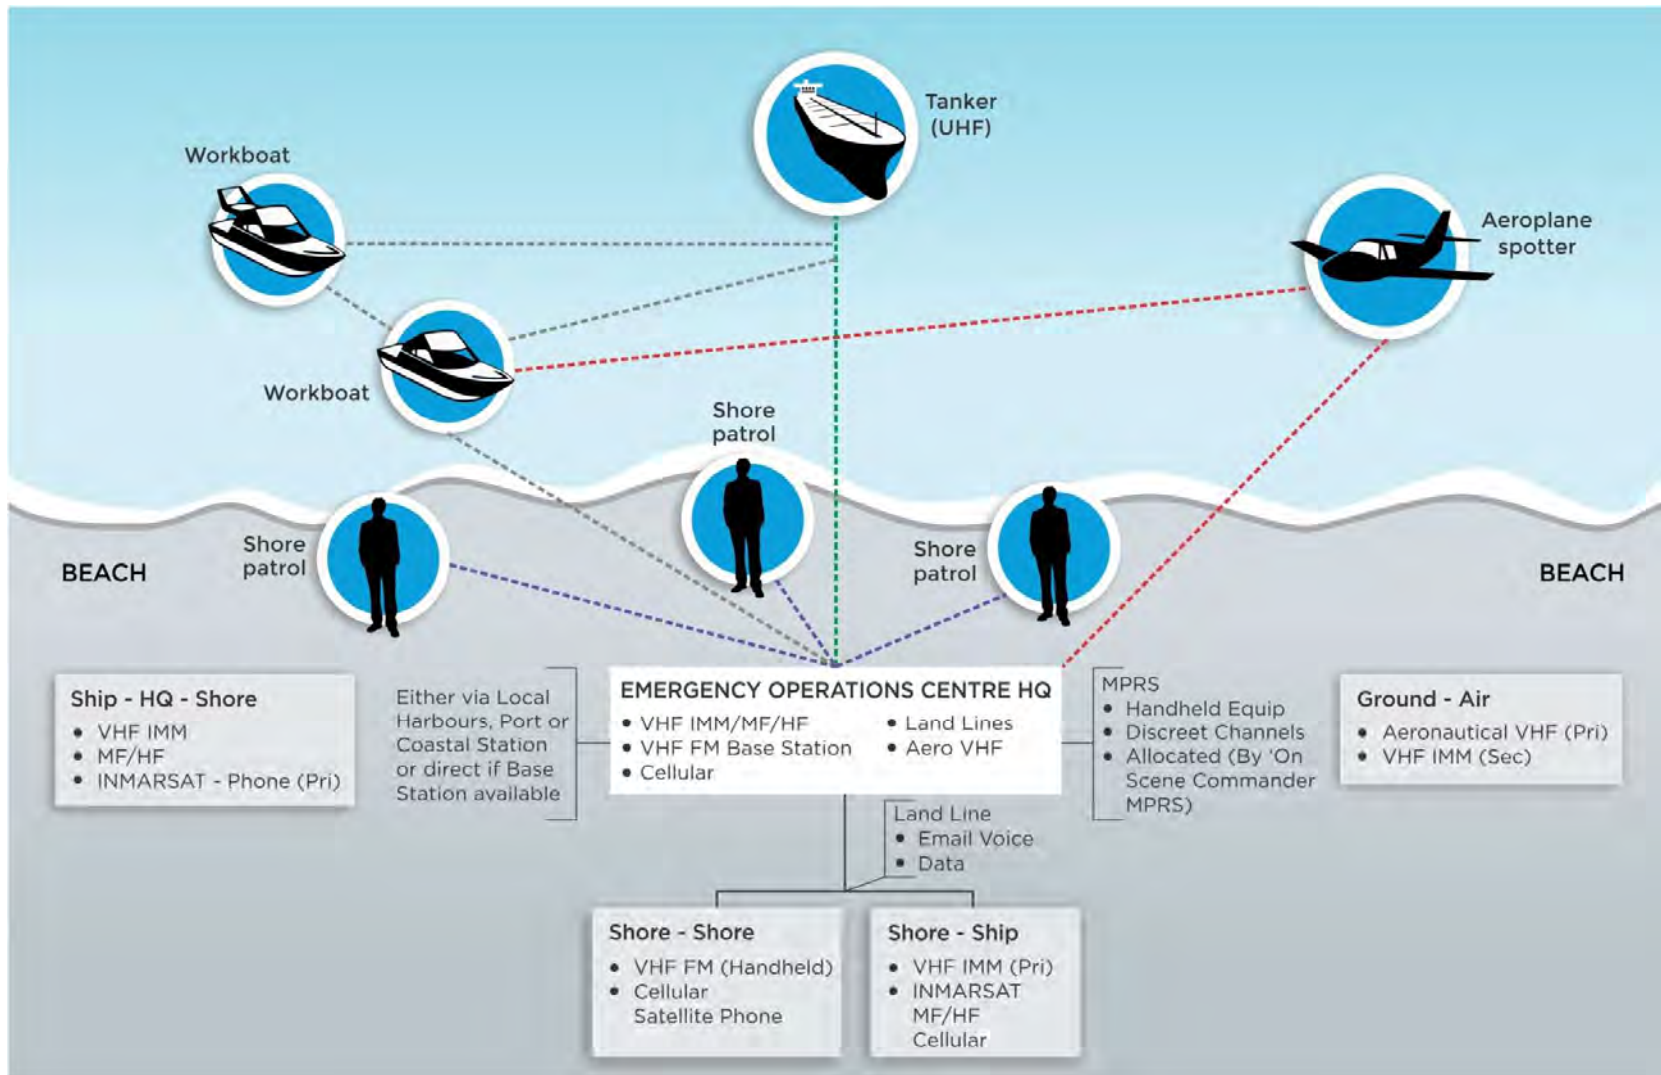 Workboat
Tanker
(UHF)
Aeroplane
spotter
Workboat
Shore
patrol
Shore
patrol
Shore
patrol
BEACH
BEACH
Ship - HQ - Shore
• VHF IMM
• MF/HF
• INMARSAT - Phone (Pri)
Either via Local
Harbours, Port or
Coastal Station
or direct if Base
Station available
EMERGENCY OPERATIONS CENTRE HQ
• VHF IMM/MF/HF
• VHF FM Base Station
• Cellular
• Land Lines
• Aero VHF
MPRS
• Handheld Equip
• Discreet Channels
• Allocated (By ‘On
Scene Commander
MPRS)
Ground - Air
• Aeronautical VHF (Pri)
• VHF IMM (Sec)
Land Line
• Email Voice
• Data
Shore - Shore
• VHF FM (Handheld)
• Cellular
Satellite Phone
Shore - Ship
• VHF IMM (Pri)
• INMARSAT
MF/HF
Cellular